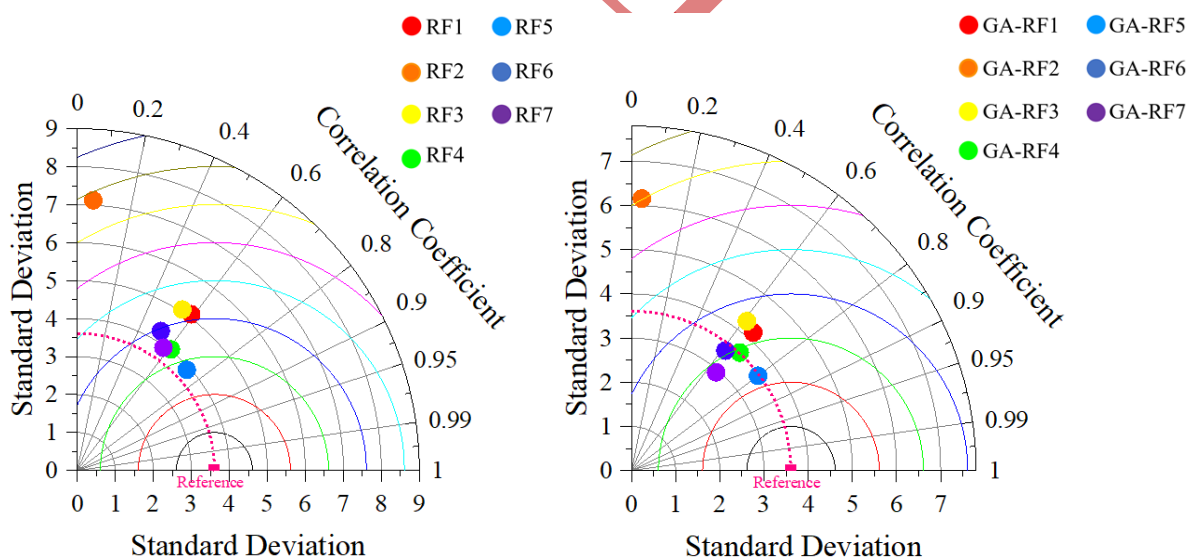 RF1 RF5
RF2 RF6
RF3 RF7
RF4
0 0.2 0.4 0.6 0.8 0.9 0.95 0.99 1
Correlation Coefficient
9
8
7
6
5
4
3
2
1
0
Standard Deviation
Reference
0 1 2 3 4 5 6 7 8 9
Standard Deviation
GA-RF1 GA-RF5
GA-RF2 GA-RF6
GA-RF3 GA-RF7
GA-RF4
0 0.2 0.4 0.6 0.8 0.9 0.95 0.99 1
Correlation Coefficient
7
6
5
4
3
2
1
0
Standard Deviation
Reference
0 1 2 3 4 5 6 7
Standard Deviation